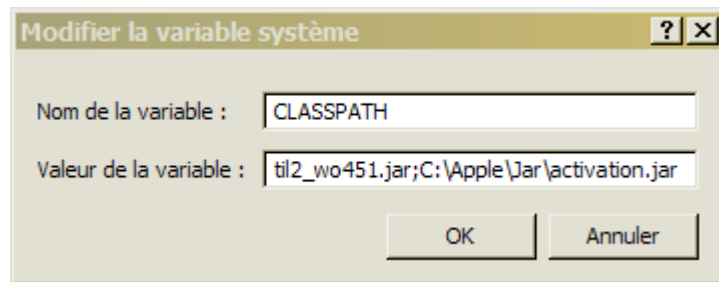 Modifier la variable système
?
Nom de la variable : CLASSPATH
Valeur de la variable : til2_wo451.jar;C:\Apple\Jar\activation.jar
OK Annuler